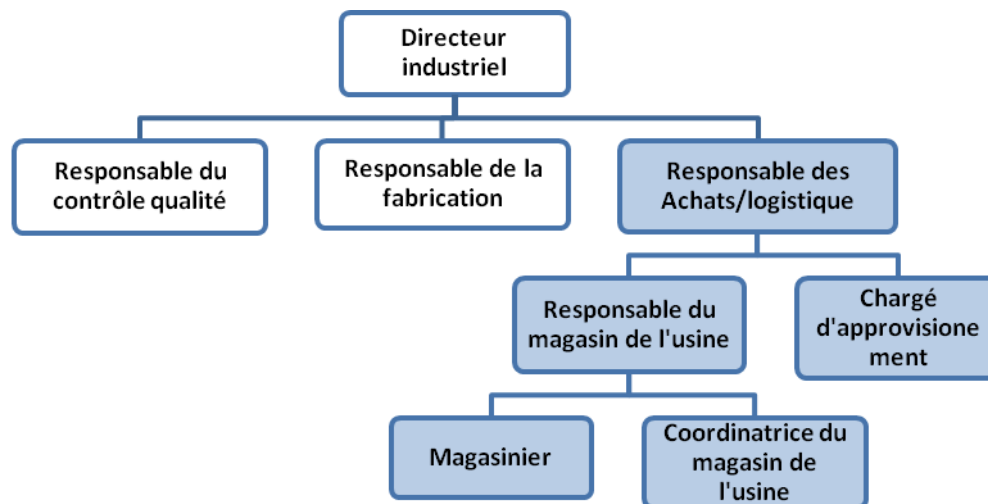 Directeur
industriel
Responsable du
contrôle qualité
Responsable de la
fabrication
Responsable des
Achats/logistique
Responsable du
magasin de l'usine
Chargé
d'approvisione
ment
Magasinier
Coordinatrice du
magasin de
l'usine